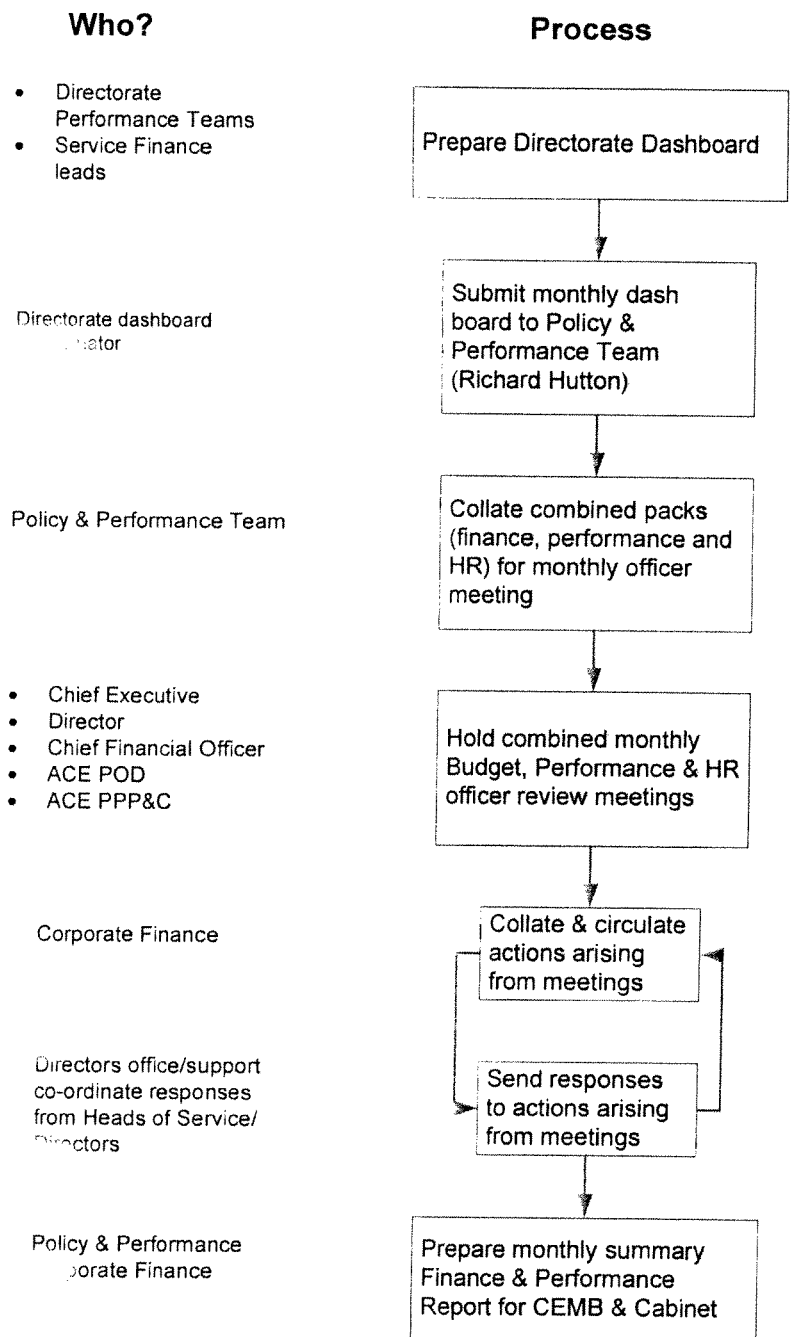 Who?
Process
• Directorate
Performance Teams
• Service Finance
leads
Prepare Directorate Dashboard
Directorate dashboard
Submit monthly dash
board to Policy &
Performance Team
(Richard Hutton)
Policy & Performance Team
Collate combined packs
(finance, performance and
HR) for monthly officer
meeting
• Chief Executive
• Director
• Chief Financial Officer
• ACE POD
• ACE PPP&C
Hold combined monthly
Budget, Performance & HR
officer review meetings
Corporate Finance
Collate & circulate
actions arising
from meetings
Directors office/support
co-ordinate responses
from Heads of Service/
Send responses
to actions arising
from meetings
Policy & Performance
Finance
Prepare monthly summary
Finance & Performance
Report for CEMB & Cabinet